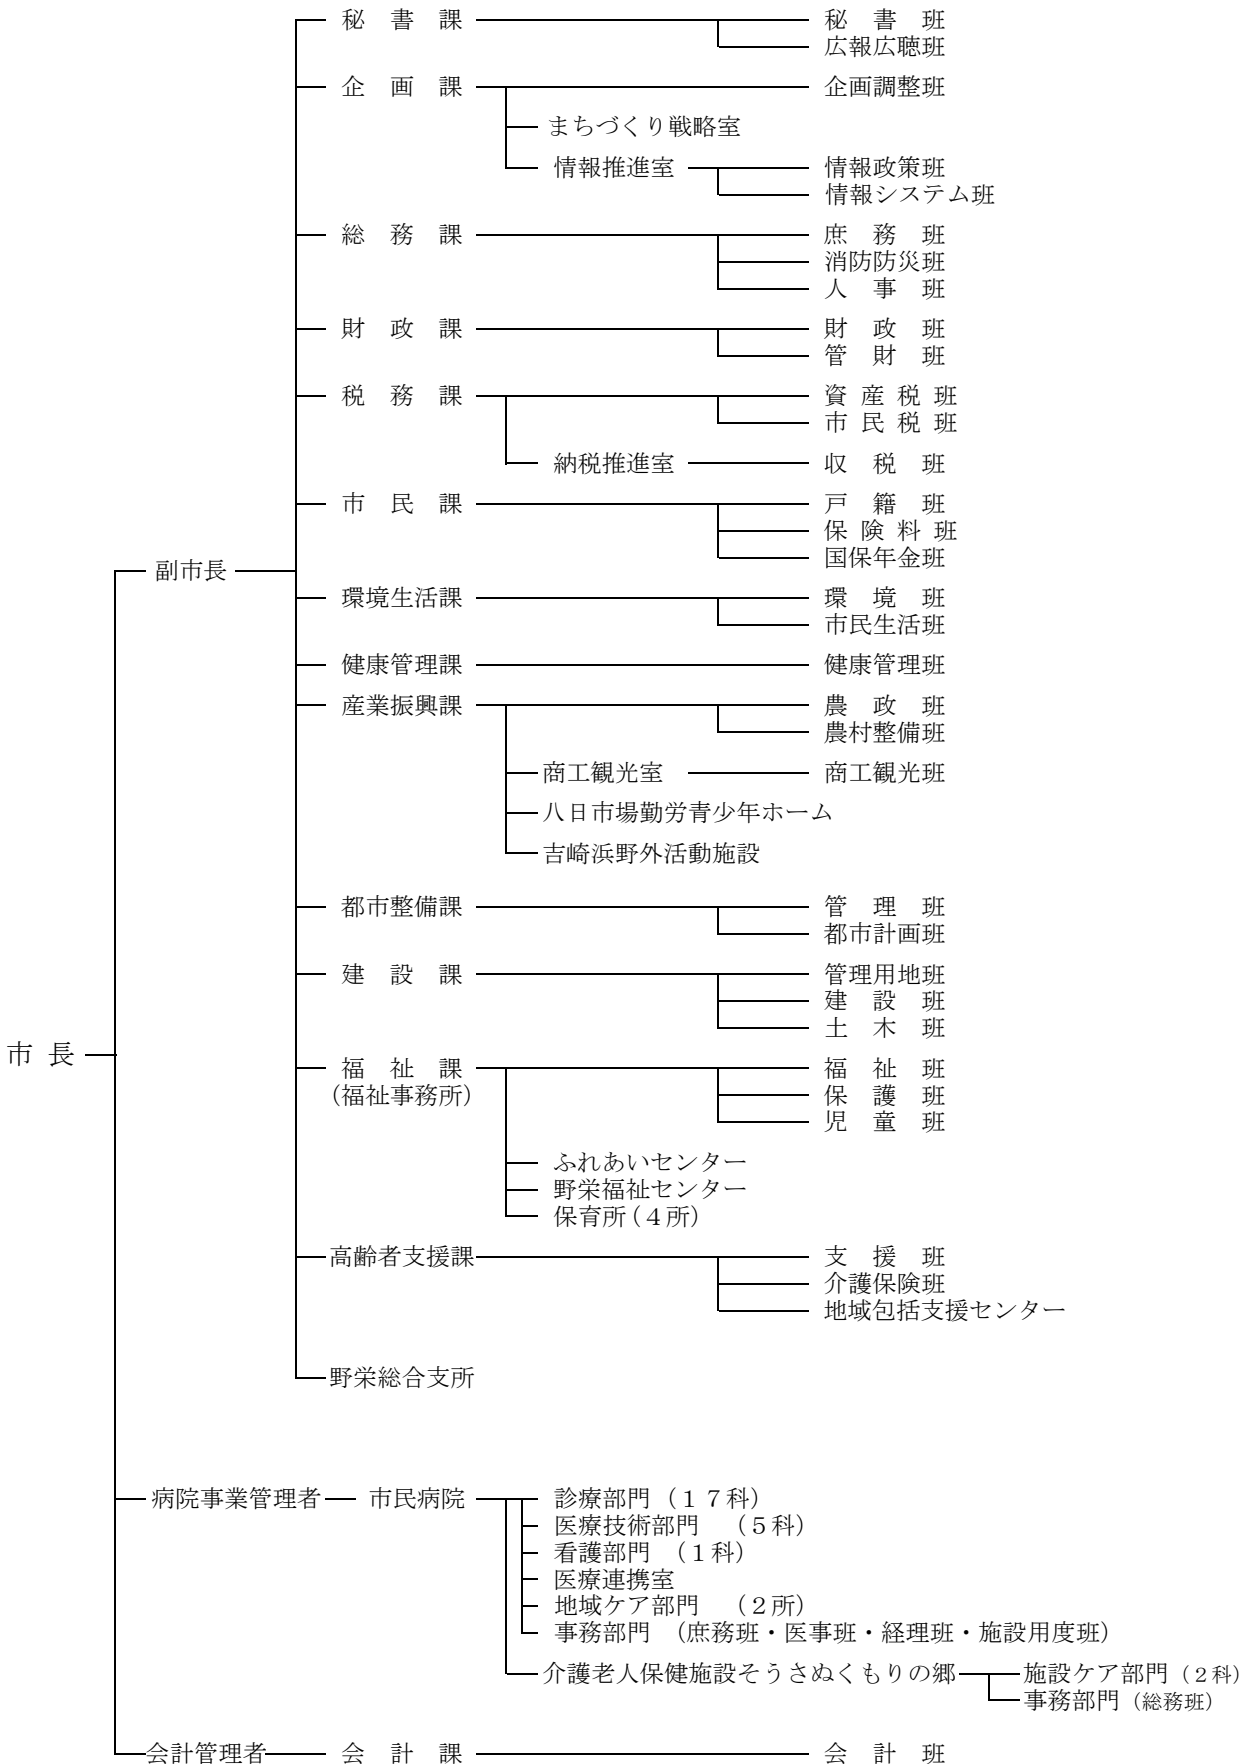 秘　書　課　秘　書　班
広報広聴班
企　画　課　企画調整班
まちづくり戦略室
情報推進室　情報政策班
情報システム班
総　務　課　庶　務　班
消防防災班
人　事　班
財　政　課　財　政　班
管　財　班
税　務　課　資 産 税 班
市 民 税 班
納税推進室　収　税　班
市　民　課　戸　籍　班
保 険 料 班
国保年金班
副市長
環境生活課　環　境　班
市民生活班
健康管理課　健康管理班
産業振興課　農　政　班
農村整備班
商工観光室　商工観光班
八日市場勤労青少年ホーム
吉崎浜野外活動施設
都市整備課　管　理　班
都市計画班
建　設　課　管理用地班
建　設　班
土　木　班
市 長
福　祉　課　福　祉　班
(福祉事務所)　保　護　班
児　童　班
ふれあいセンター
野栄福祉センター
保育所(４所)
高齢者支援課　支　援　班
介護保険班
地域包括支援センター
野栄総合支所
病院事業管理者　市民病院　診療部門（１７科）
医療技術部門　（５科）
看護部門　（１科）
医療連携室
地域ケア部門　（２所）
事務部門　（庶務班・医事班・経理班・施設用度班）
介護老人保健施設そうさぬくもりの郷　施設ケア部門（２科）
事務部門（総務班）
会計管理者　会　計　課　会　計　班